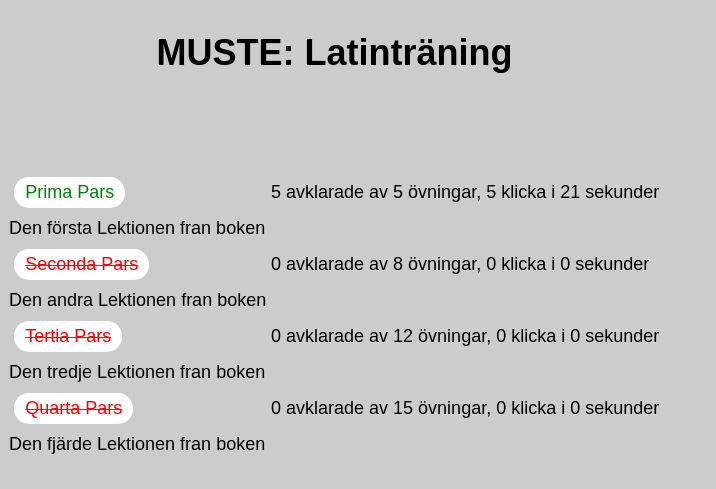 MUSTE: Latinträning
Prima Pars 5 avklarade av 5 övningar, 5 klicka i 21 sekunder
Den första Lektionen fran boken
Seconda Pars 0 avklarade av 8 övningar, 0 klicka i 0 sekunder
Den andra Lektionen fran boken
Tertia Pars 0 avklarade av 12 övningar, 0 klicka i 0 sekunder
Den tredje Lektionen fran boken
Quarta Pars 0 avklarade av 15 övningar, 0 klicka i 0 sekunder
Den fjärde Lektionen fran boken